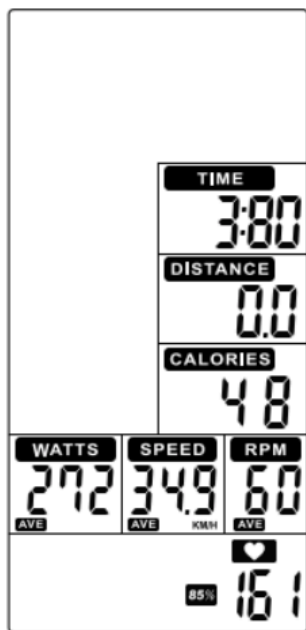 TIME
3:80
DISTANCE
0.0
CALORIES
48
WATTS SPEED RPM
272 34.9 60
AVE AVE KM/H AVE
85% 161